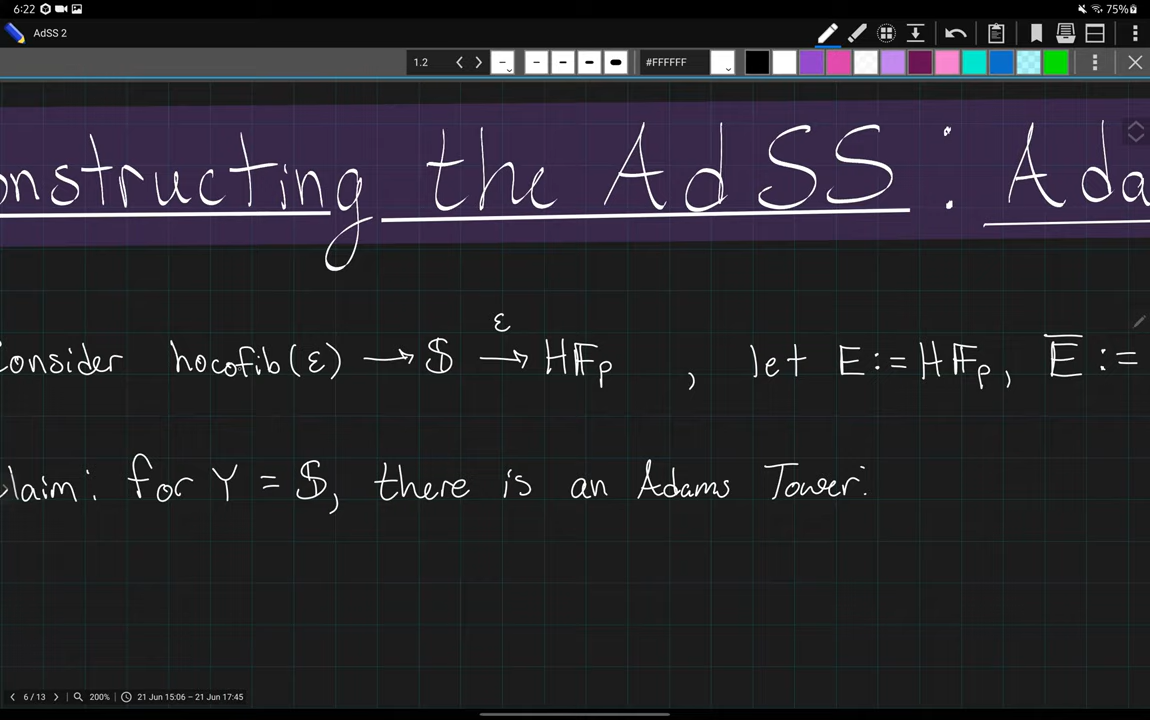 6:22 75%
AdSS 2
1.2 #FFFFFF
onstructing the AdSS : Ada
onsider hocofib(ε) → $ →^ε H𝔽p , let E := H𝔽p, E̅ :=
laim: for Y = $, there is an Adams Tower:
6 / 13 200% 21 Jun 15:06 – 21 Jun 17:45